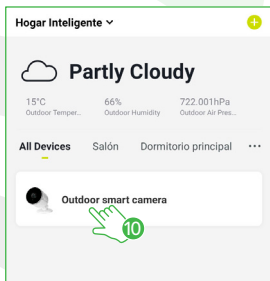 Hogar Inteligente
Partly Cloudy
15°C 66% 722.001hPa
Outdoor Temper... Outdoor Humidity Outdoor Air Pres...
All Devices Salón Dormitorio principal ...
Outdoor smart camera
10